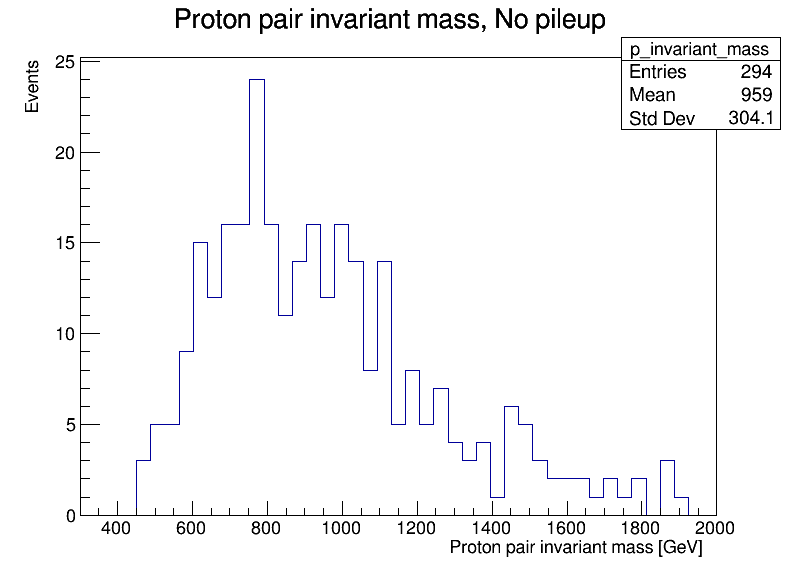 Proton pair invariant mass, No pileup
p_invariant_mass
Entries 294
Mean 959
Std Dev 304.1
Events
25
20
15
10
5
0
400 600 800 1000 1200 1400 1600 1800 2000
Proton pair invariant mass [GeV]